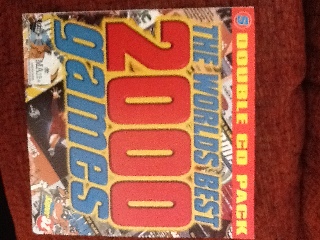 DOUBLE CD PACK
THE WORLDS BEST
2000
games